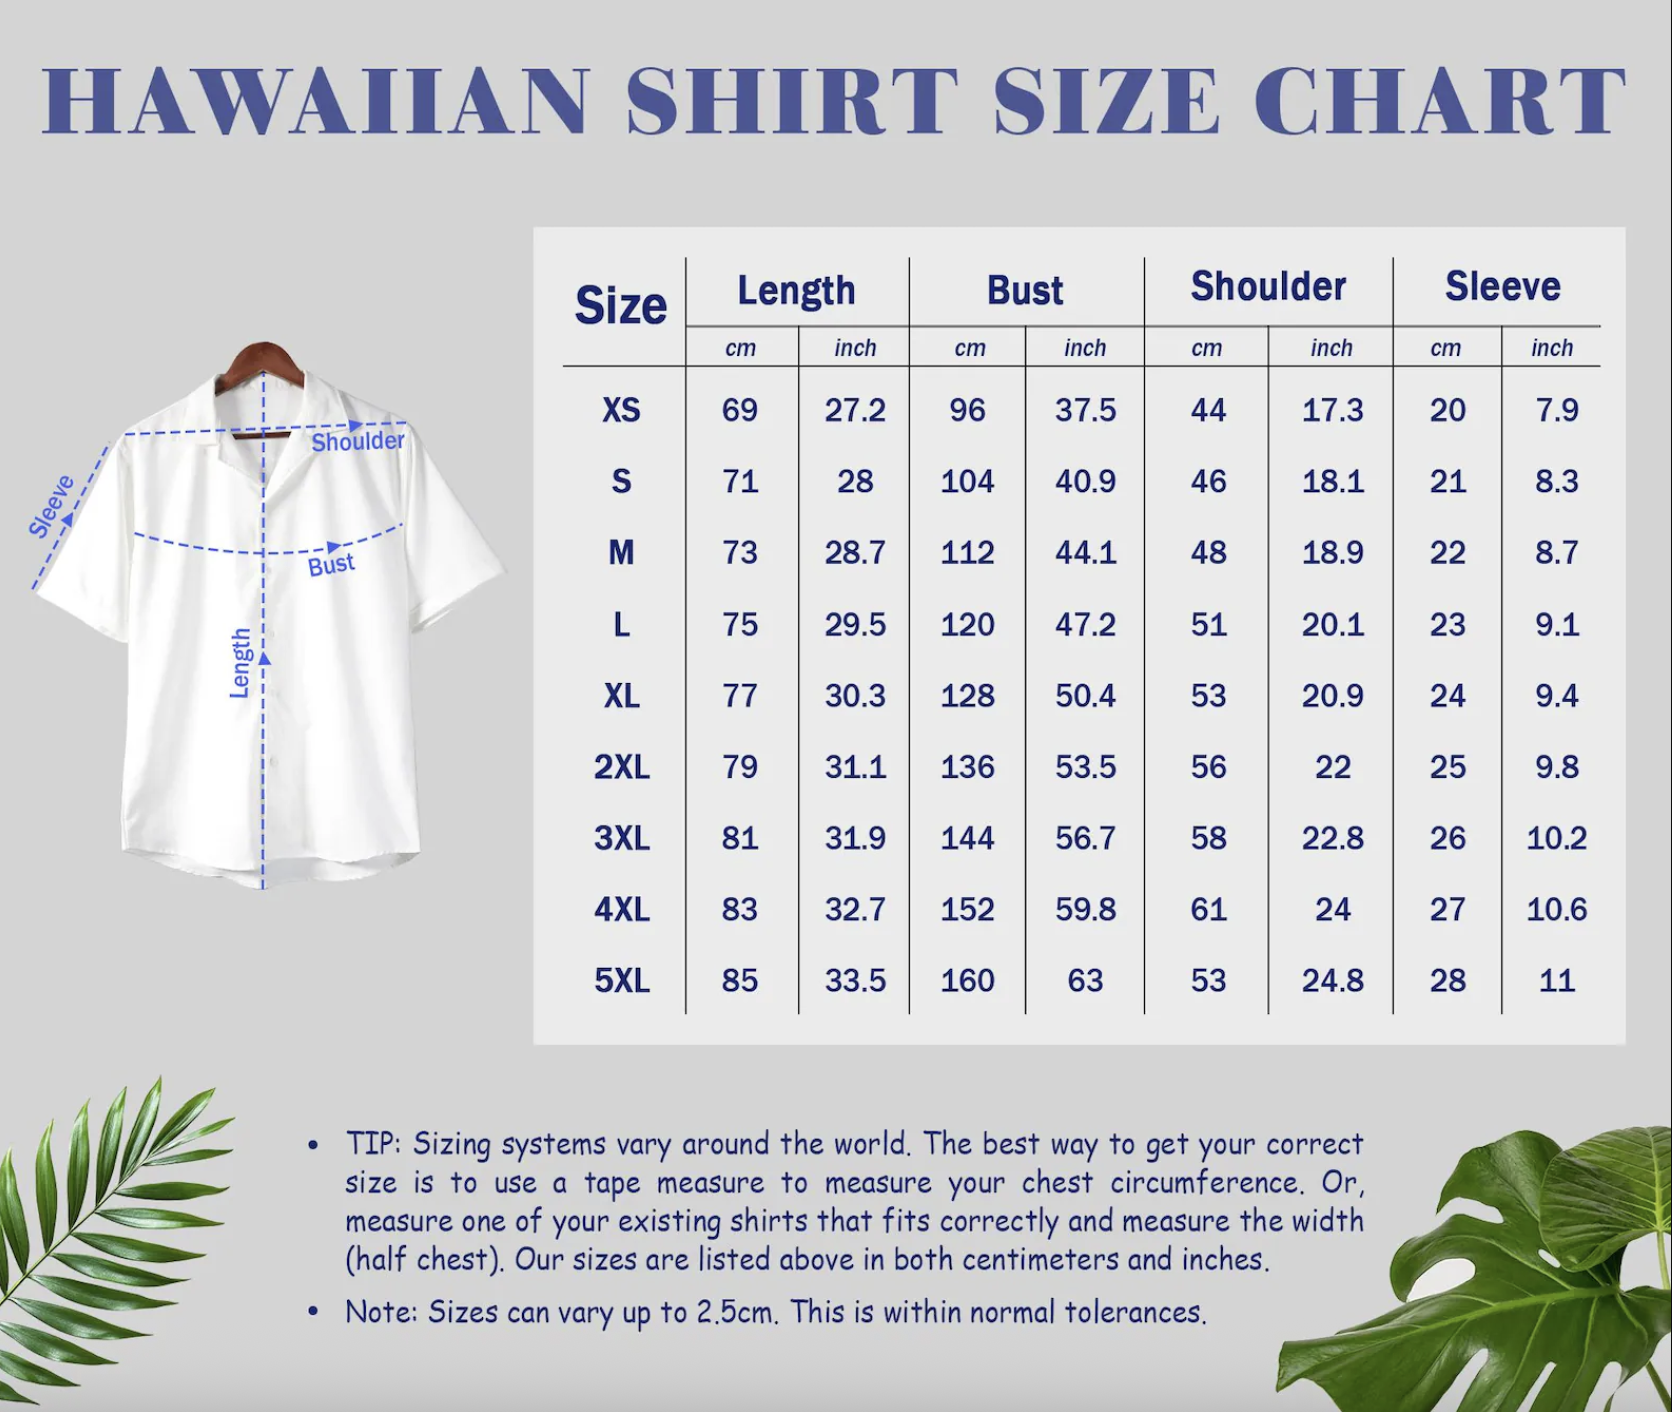 HAWAIIAN SHIRT SIZE CHART
Size Length Bust Shoulder Sleeve
cm inch cm inch cm inch cm inch
XS 69 27.2 96 37.5 44 17.3 20 7.9
S 71 28 104 40.9 46 18.1 21 8.3
M 73 28.7 112 44.1 48 18.9 22 8.7
L 75 29.5 120 47.2 51 20.1 23 9.1
XL 77 30.3 128 50.4 53 20.9 24 9.4
2XL 79 31.1 136 53.5 56 22 25 9.8
3XL 81 31.9 144 56.7 58 22.8 26 10.2
4XL 83 32.7 152 59.8 61 24 27 10.6
5XL 85 33.5 160 63 53 24.8 28 11
Shoulder
Sleeve
Bust
Length
• TIP: Sizing systems vary around the world. The best way to get your correct
size is to use a tape measure to measure your chest circumference. Or,
measure one of your existing shirts that fits correctly and measure the width
(half chest). Our sizes are listed above in both centimeters and inches.
• Note: Sizes can vary up to 2.5cm. This is within normal tolerances.